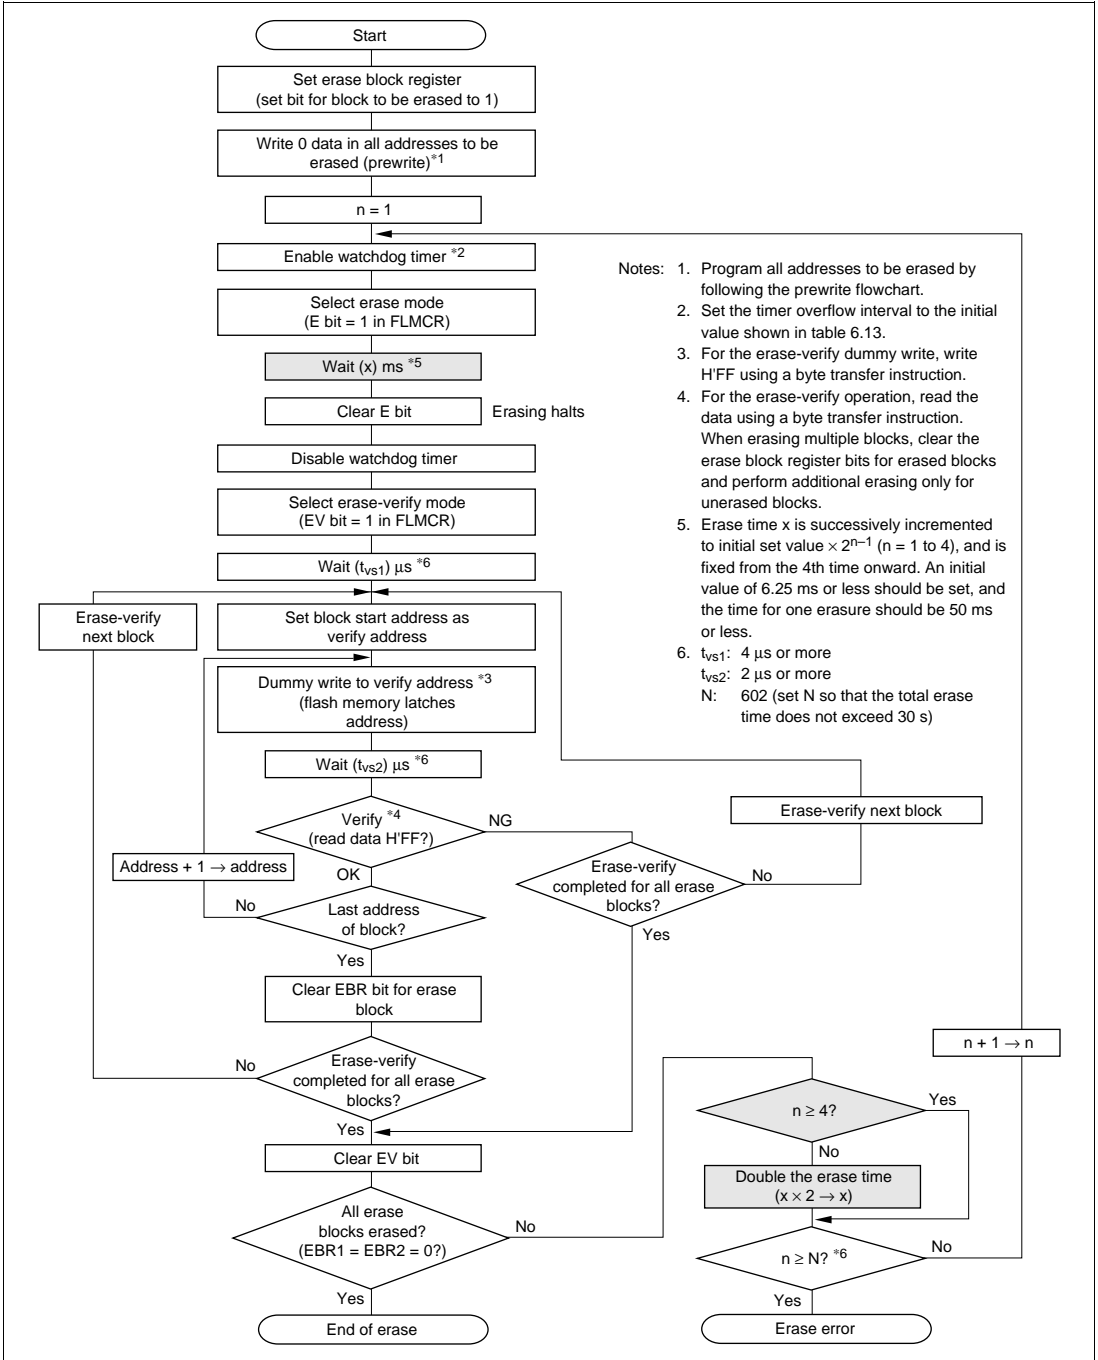 Start
Set erase block register
(set bit for block to be erased to 1)
Write 0 data in all addresses to be
erased (prewrite)*1
n = 1
Enable watchdog timer *2
Select erase mode
(E bit = 1 in FLMCR)
Wait (x) ms *5
Clear E bit
Erasing halts
Disable watchdog timer
Select erase-verify mode
(EV bit = 1 in FLMCR)
Wait (tvs1) μs *6
Erase-verify
next block
Set block start address as
verify address
Dummy write to verify address *3
(flash memory latches
address)
Wait (tvs2) μs *6
Verify *4
(read data H'FF?)
NG
OK
Address + 1 → address
No
Last address
of block?
Yes
Clear EBR bit for erase
block
No
Erase-verify
completed for all erase
blocks?
Yes
Clear EV bit
All erase
blocks erased?
(EBR1 = EBR2 = 0?)
No
Yes
End of erase
Notes: 1. Program all addresses to be erased by
following the prewrite flowchart.
2. Set the timer overflow interval to the initial
value shown in table 6.13.
3. For the erase-verify dummy write, write
H'FF using a byte transfer instruction.
4. For the erase-verify operation, read the
data using a byte transfer instruction.
When erasing multiple blocks, clear the
erase block register bits for erased blocks
and perform additional erasing only for
unerased blocks.
5. Erase time x is successively incremented
to initial set value × 2n–1 (n = 1 to 4), and is
fixed from the 4th time onward. An initial
value of 6.25 ms or less should be set, and
the time for one erasure should be 50 ms
or less.
6. tvs1: 4 μs or more
tvs2: 2 μs or more
N: 602 (set N so that the total erase
time does not exceed 30 s)
Erase-verify next block
Erase-verify
completed for all erase
blocks?
No
Yes
n + 1 → n
n ≥ 4?
Yes
No
Double the erase time
(x × 2 → x)
n ≥ N? *6
No
Yes
Erase error